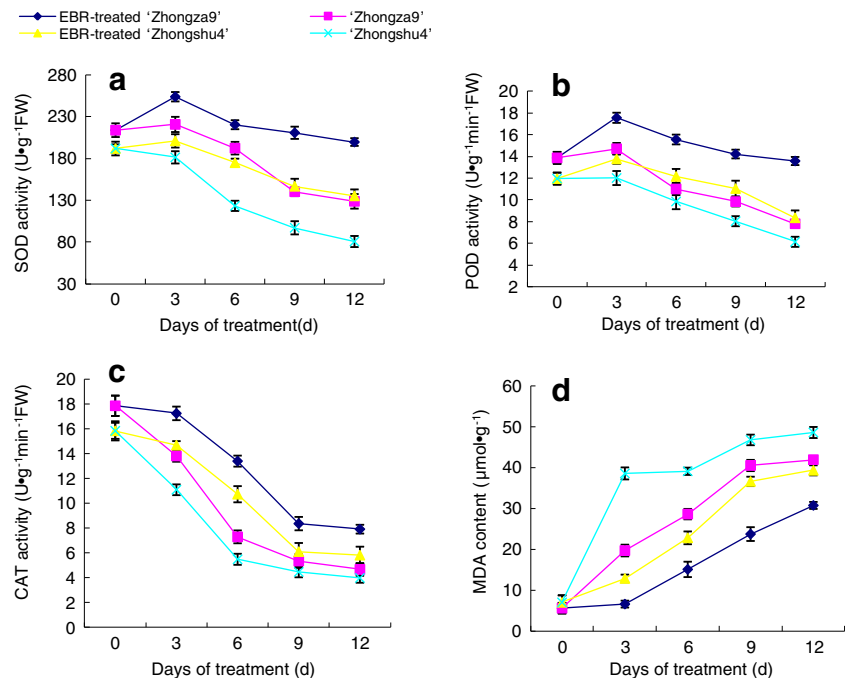 EBR-treated ‘Zhongza9’ ‘Zhongza9’
EBR-treated ‘Zhongshu4’ ‘Zhongshu4’
a
SOD activity (U•g⁻¹FW)
280
230
180
130
80
30
0 3 6 9 12
Days of treatment(d)
b
POD activity (U•g⁻¹min⁻¹FW)
18
16
14
12
10
8
6
4
2
0 3 6 9 12
Days of treatment (d)
c
CAT activity (U•g⁻¹min⁻¹FW)
20
18
16
14
12
10
8
6
4
2
0
0 3 6 9 12
Days of treatment (d)
d
MDA content (μmol•g⁻¹)
60
50
40
30
20
10
0
0 3 6 9 12
Days of treatment (d)